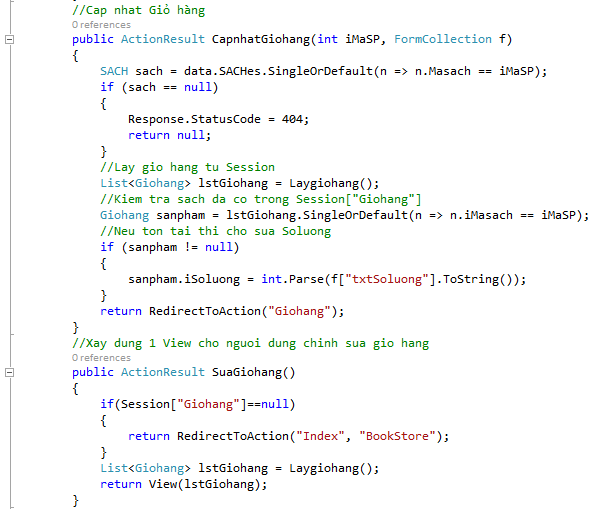 //Cap nhat Giỏ hàng
0 references
public ActionResult CapnhatGiohang(int iMaSP, FormCollection f)
{
    SACH sach = data.SACHes.SingleOrDefault(n => n.Masach == iMaSP);
    if (sach == null)
    {
        Response.StatusCode = 404;
        return null;
    }
    //Lay gio hang tu Session
    List<Giohang> lstGiohang = Laygiohang();
    //Kiem tra sach da co trong Session["Giohang"]
    Giohang sanpham = lstGiohang.SingleOrDefault(n => n.iMasach == iMaSP);
    //Neu ton tai thi cho sua Soluong
    if (sanpham != null)
    {
        sanpham.iSoluong = int.Parse(f["txtSoluong"].ToString());
    }
    return RedirectToAction("Giohang");
}
//Xay dung 1 View cho nguoi dung chinh sua gio hang
0 references
public ActionResult SuaGiohang()
{
    if(Session["Giohang"]==null)
    {
        return RedirectToAction("Index", "BookStore");
    }
    List<Giohang> lstGiohang = Laygiohang();
    return View(lstGiohang);
}